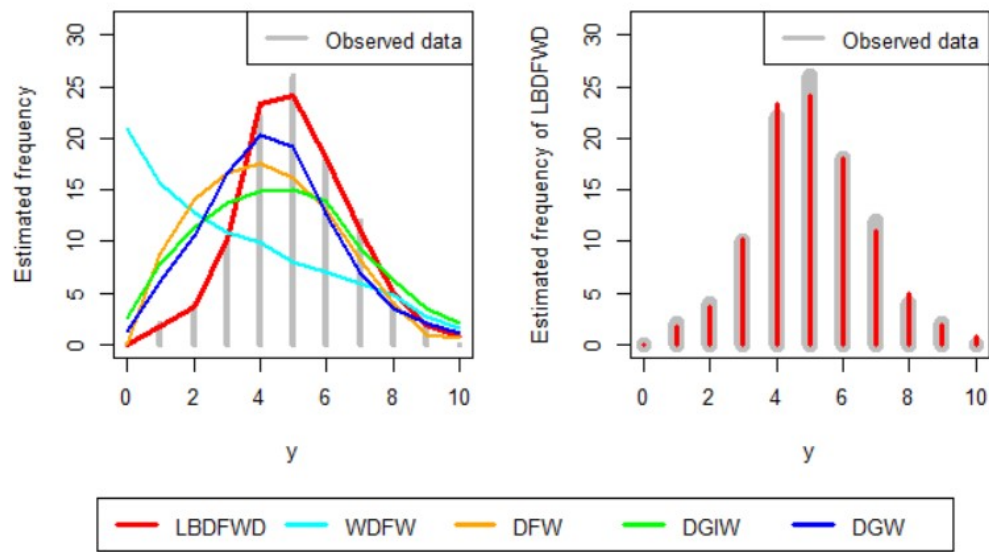 Observed data
Estimated frequency
30
25
20
15
10
5
0
0 2 4 6 8 10
y
Observed data
Estimated frequency of LBDFWD
30
25
20
15
10
5
0
0 2 4 6 8 10
y
LBDFWD WDFW DFW DGIW DGW